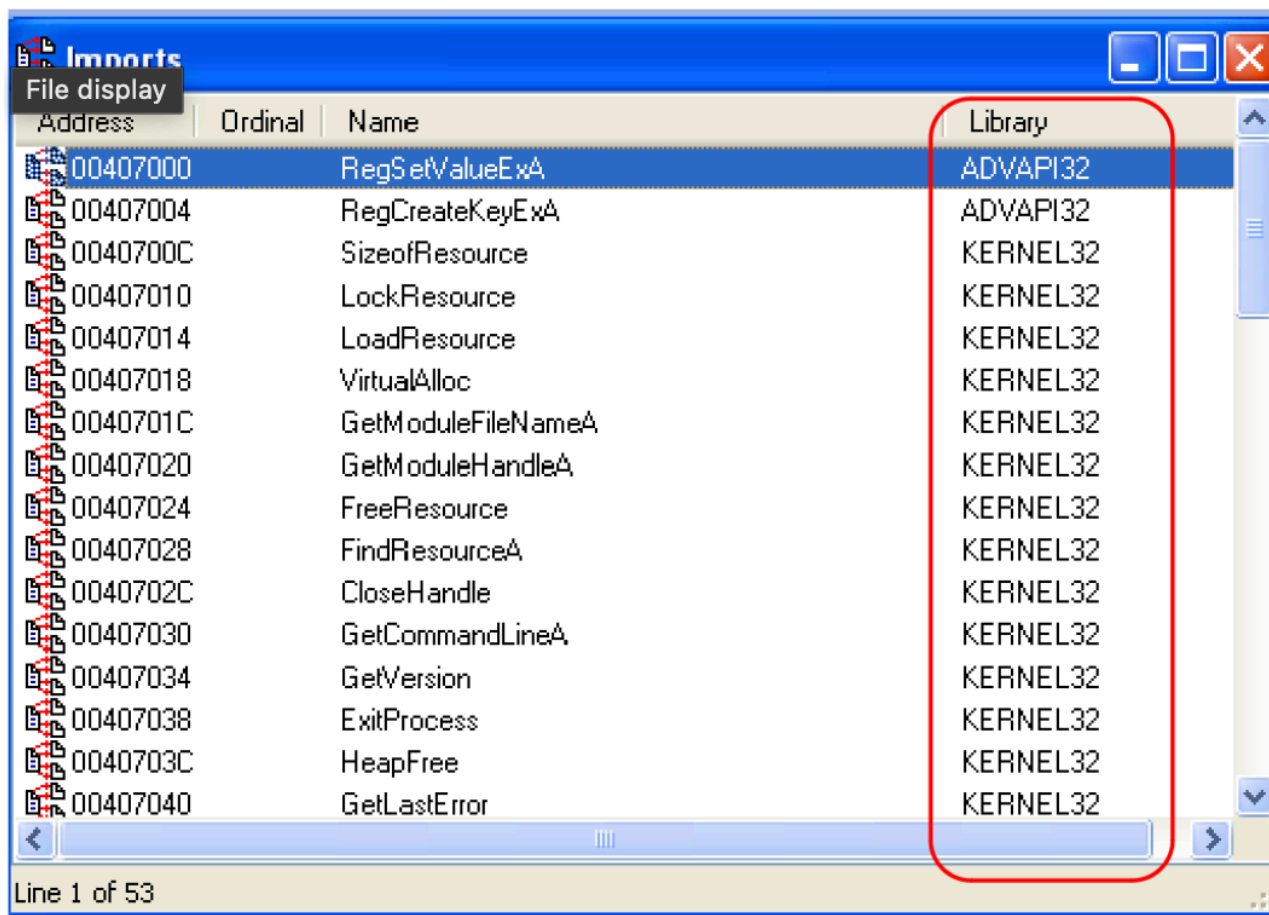 Imports
File display
Address Ordinal Name Library
00407000 RegSetValueExA ADVAPI32
00407004 RegCreateKeyExA ADVAPI32
0040700C SizeofResource KERNEL32
00407010 LockResource KERNEL32
00407014 LoadResource KERNEL32
00407018 VirtualAlloc KERNEL32
0040701C GetModuleFileNameA KERNEL32
00407020 GetModuleHandleA KERNEL32
00407024 FreeResource KERNEL32
00407028 FindResourceA KERNEL32
0040702C CloseHandle KERNEL32
00407030 GetCommandLineA KERNEL32
00407034 GetVersion KERNEL32
00407038 ExitProcess KERNEL32
0040703C HeapFree KERNEL32
00407040 GetLastError KERNEL32
Line 1 of 53